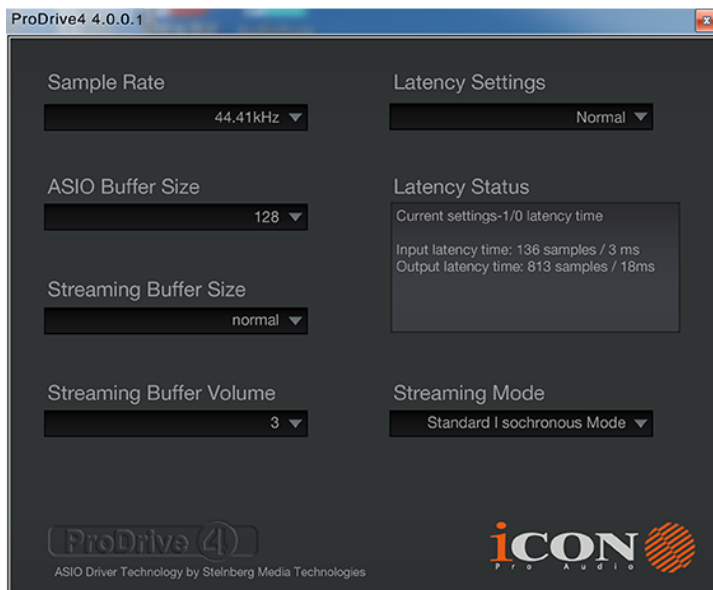 ProDrive4 4.0.0.1
Sample Rate
44.41kHz
ASIO Buffer Size
128
Streaming Buffer Size
normal
Streaming Buffer Volume
3
Latency Settings
Normal
Latency Status
Current settings-1/0 latency time
Input latency time: 136 samples / 3 ms
Output latency time: 813 samples / 18ms
Streaming Mode
Standard I sochronous Mode
ProDrive 4
ASIO Driver Technology by Steinberg Media Technologies
iCON
Pro Audio